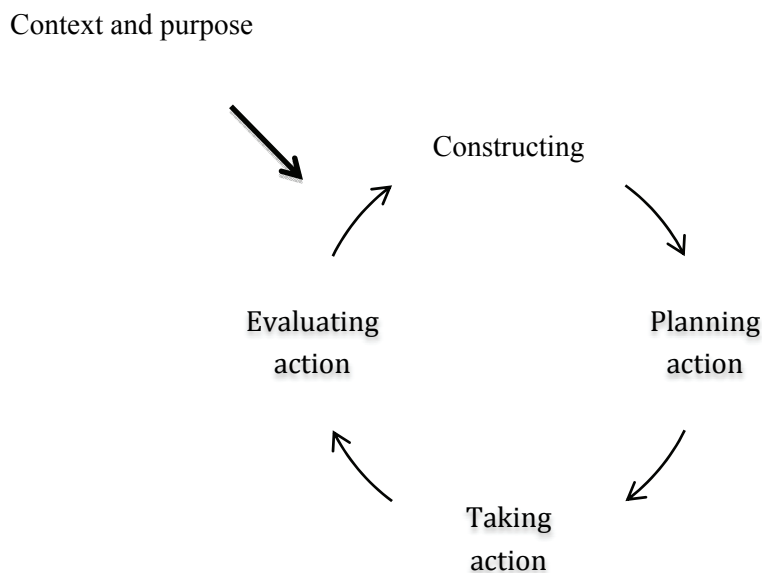 Context and purpose
Constructing
Evaluating
action
Planning
action
Taking
action